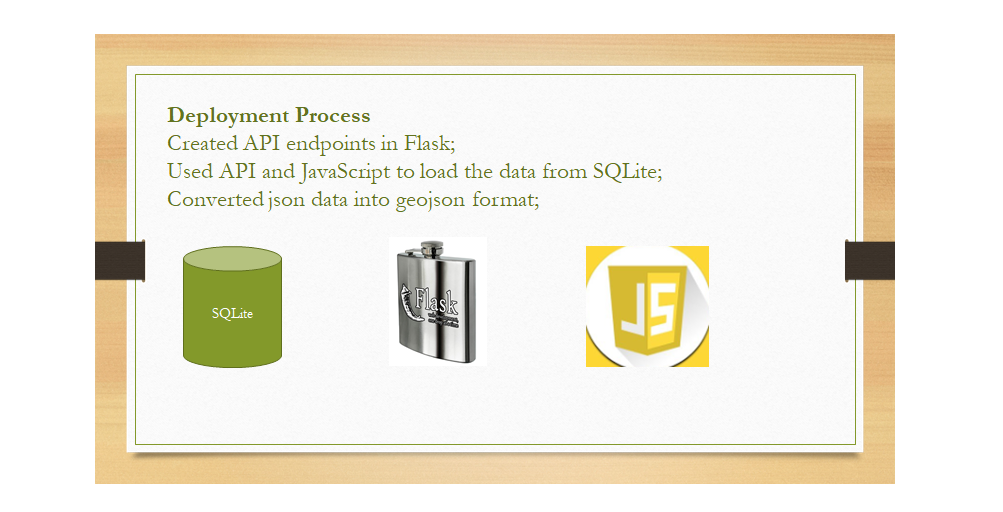 Deployment Process
Created API endpoints in Flask;
Used API and JavaScript to load the data from SQLite;
Converted json data into geojson format;
SQLite
Flask
JS